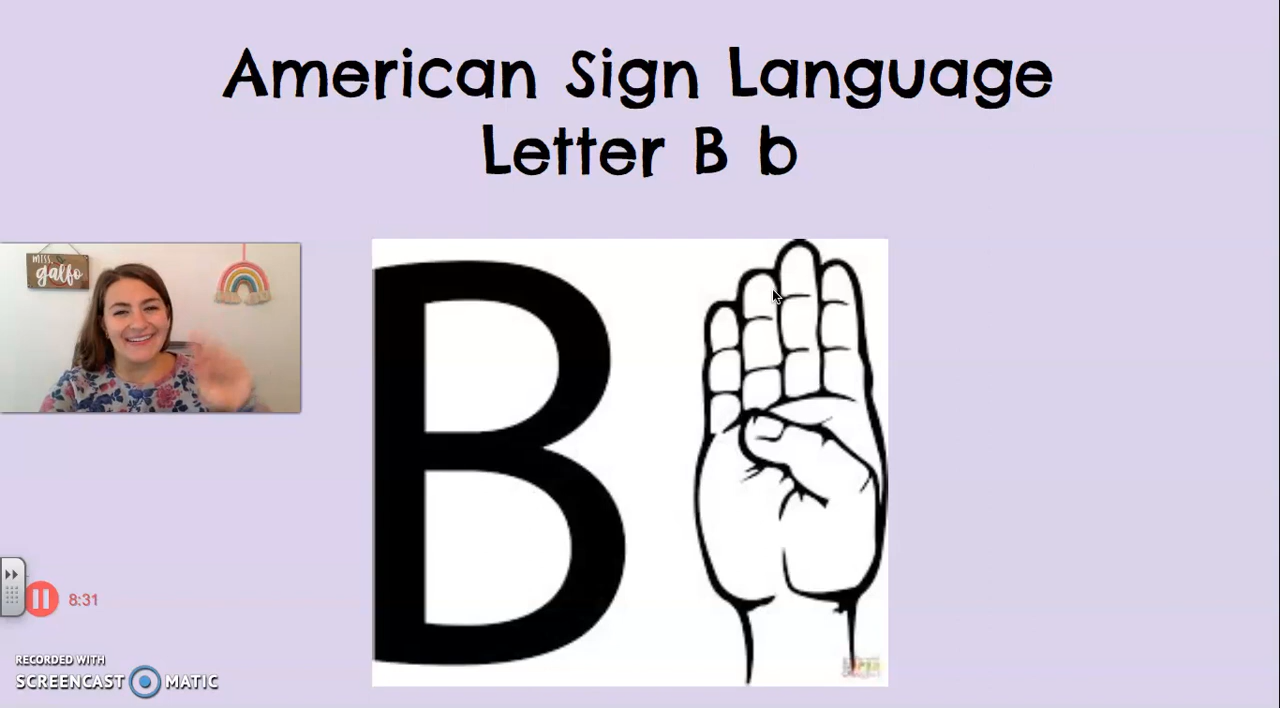 American Sign Language
Letter B b
MISS.
galfo
B
8:31
RECORDED WITH
SCREENCAST MATIC